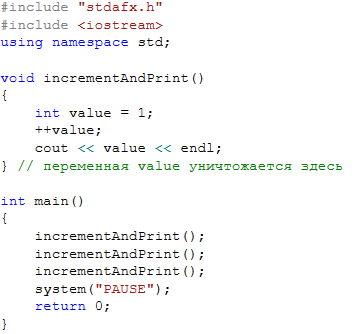 #include "stdafx.h"
#include <iostream>
using namespace std;
void incrementAndPrint()
{
int value = 1;
++value;
cout << value << endl;
} // переменная value уничтожается здесь
int main()
{
incrementAndPrint();
incrementAndPrint();
incrementAndPrint();
system("PAUSE");
return 0;
}